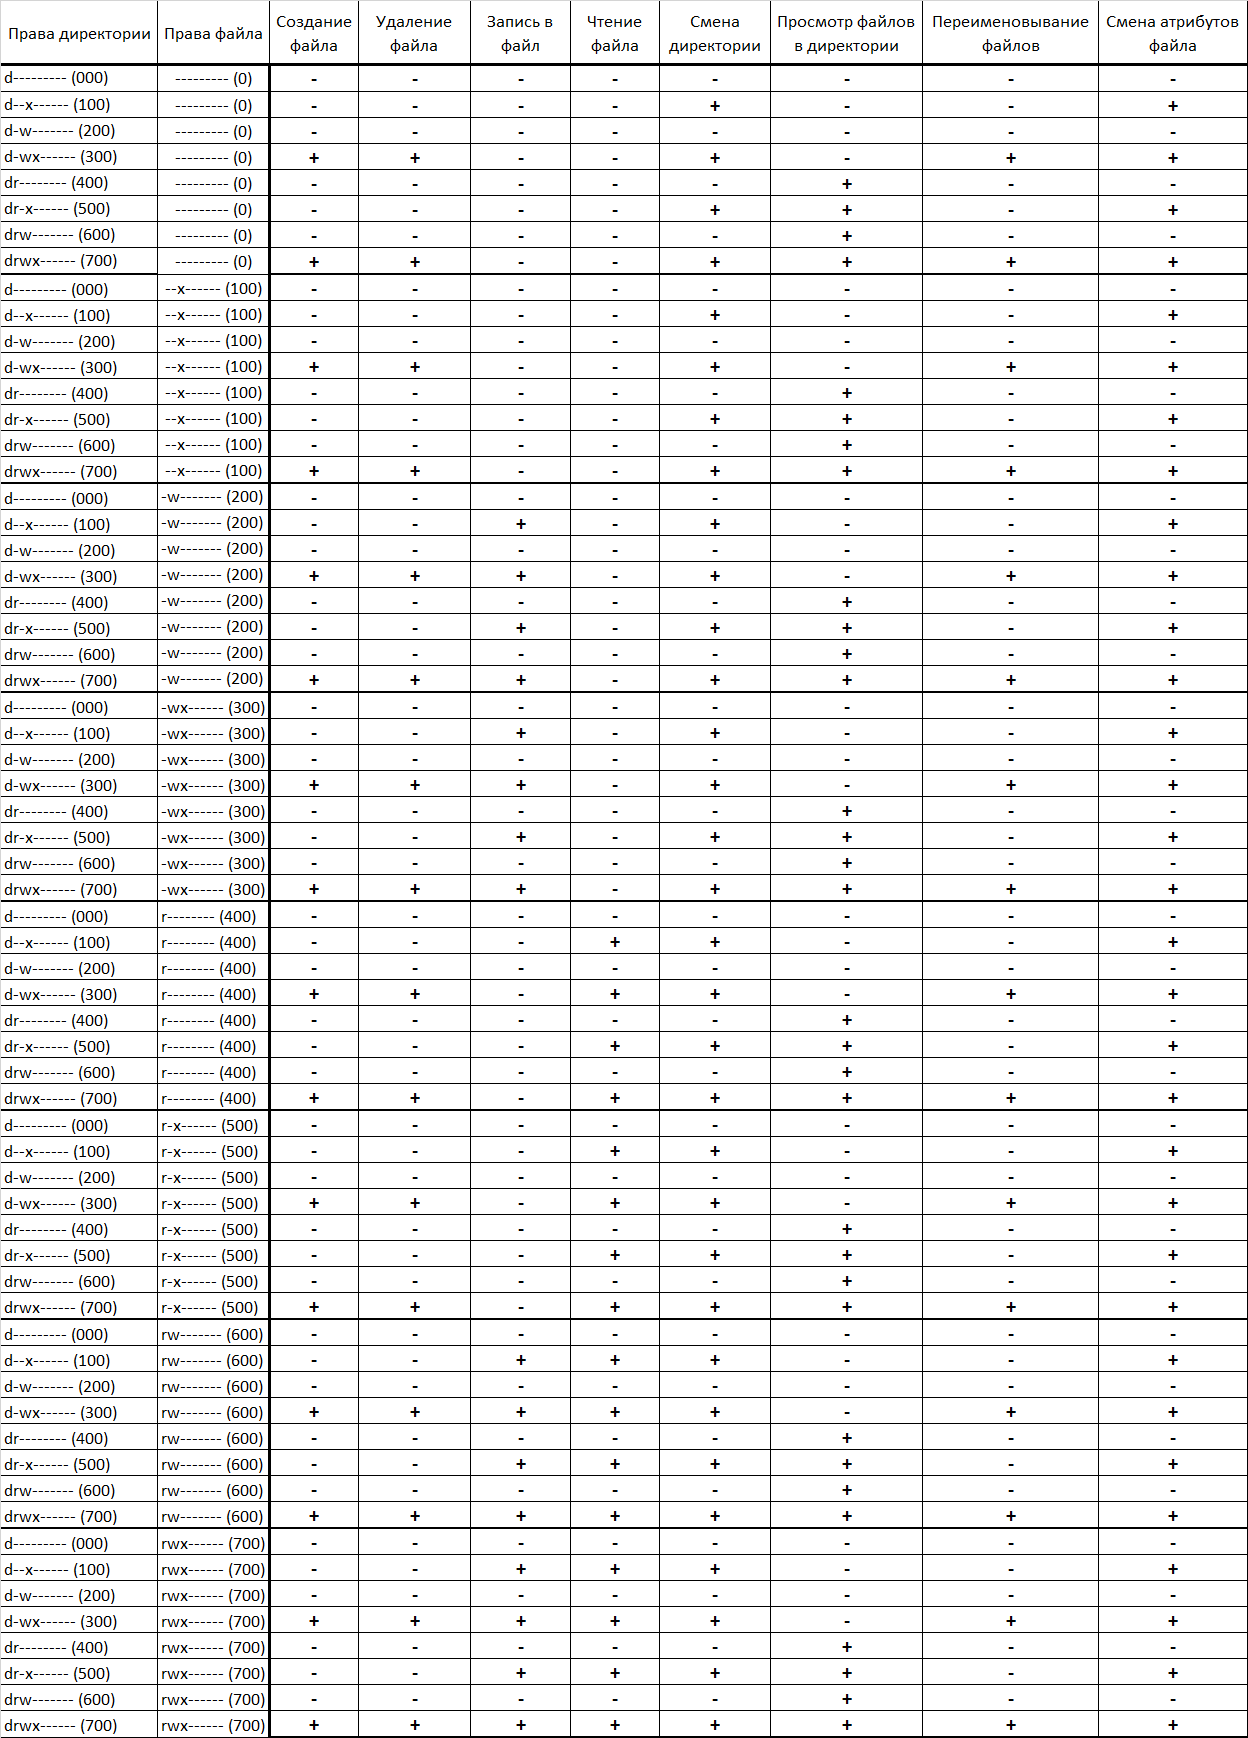 Права директории Права файла Создание файла Удаление файла Запись в файл Чтение файла Смена директории Просмотр файлов в директории Переименовывание файлов Смена атрибутов файла
d--------- (000) --------- (0) - - - - - - - -
d--x------ (100) --------- (0) - - - - + - - +
d-w------- (200) --------- (0) - - - - - - - -
d-wx------ (300) --------- (0) + + - - + - + +
dr-------- (400) --------- (0) - - - - - + - -
dr-x------ (500) --------- (0) - - - - + + - +
drw------- (600) --------- (0) - - - - - + - -
drwx------ (700) --------- (0) + + - - + + + +
d--------- (000) --x------ (100) - - - - - - - -
d--x------ (100) --x------ (100) - - - - + - - +
d-w------- (200) --x------ (100) - - - - - - - -
d-wx------ (300) --x------ (100) + + - - + - + +
dr-------- (400) --x------ (100) - - - - - + - -
dr-x------ (500) --x------ (100) - - - - + + - +
drw------- (600) --x------ (100) - - - - - + - -
drwx------ (700) --x------ (100) + + - - + + + +
d--------- (000) -w------- (200) - - - - - - - -
d--x------ (100) -w------- (200) - - + - + - - +
d-w------- (200) -w------- (200) - - - - - - - -
d-wx------ (300) -w------- (200) + + + - + - + +
dr-------- (400) -w------- (200) - - - - - + - -
dr-x------ (500) -w------- (200) - - + - + + - +
drw------- (600) -w------- (200) - - - - - + - -
drwx------ (700) -w------- (200) + + + - + + + +
d--------- (000) -wx------ (300) - - - - - - - -
d--x------ (100) -wx------ (300) - - + - + - - +
d-w------- (200) -wx------ (300) - - - - - - - -
d-wx------ (300) -wx------ (300) + + + - + - + +
dr-------- (400) -wx------ (300) - - - - - + - -
dr-x------ (500) -wx------ (300) - - + - + + - +
drw------- (600) -wx------ (300) - - - - - + - -
drwx------ (700) -wx------ (300) + + + - + + + +
d--------- (000) r-------- (400) - - - - - - - -
d--x------ (100) r-------- (400) - - - + + - - +
d-w------- (200) r-------- (400) - - - - - - - -
d-wx------ (300) r-------- (400) + + - + + - + +
dr-------- (400) r-------- (400) - - - - - + - -
dr-x------ (500) r-------- (400) - - - + + + - +
drw------- (600) r-------- (400) - - - - - + - -
drwx------ (700) r-------- (400) + + - + + + + +
d--------- (000) r-x------ (500) - - - - - - - -
d--x------ (100) r-x------ (500) - - - + + - - +
d-w------- (200) r-x------ (500) - - - - - - - -
d-wx------ (300) r-x------ (500) + + - + + - + +
dr-------- (400) r-x------ (500) - - - - - + - -
dr-x------ (500) r-x------ (500) - - - + + + - +
drw------- (600) r-x------ (500) - - - - - + - -
drwx------ (700) r-x------ (500) + + - + + + + +
d--------- (000) rw------- (600) - - - - - - - -
d--x------ (100) rw------- (600) - - + + + - - +
d-w------- (200) rw------- (600) - - - - - - - -
d-wx------ (300) rw------- (600) + + + + + - + +
dr-------- (400) rw------- (600) - - - - - + - -
dr-x------ (500) rw------- (600) - - + + + + - +
drw------- (600) rw------- (600) - - - - - + - -
drwx------ (700) rw------- (600) + + + + + + + +
d--------- (000) rwx------ (700) - - - - - - - -
d--x------ (100) rwx------ (700) - - + + + - - +
d-w------- (200) rwx------ (700) - - - - - - - -
d-wx------ (300) rwx------ (700) + + + + + - + +
dr-------- (400) rwx------ (700) - - - - - + - -
dr-x------ (500) rwx------ (700) - - + + + + - +
drw------- (600) rwx------ (700) - - - - - + - -
drwx------ (700) rwx------ (700) + + + + + + + +